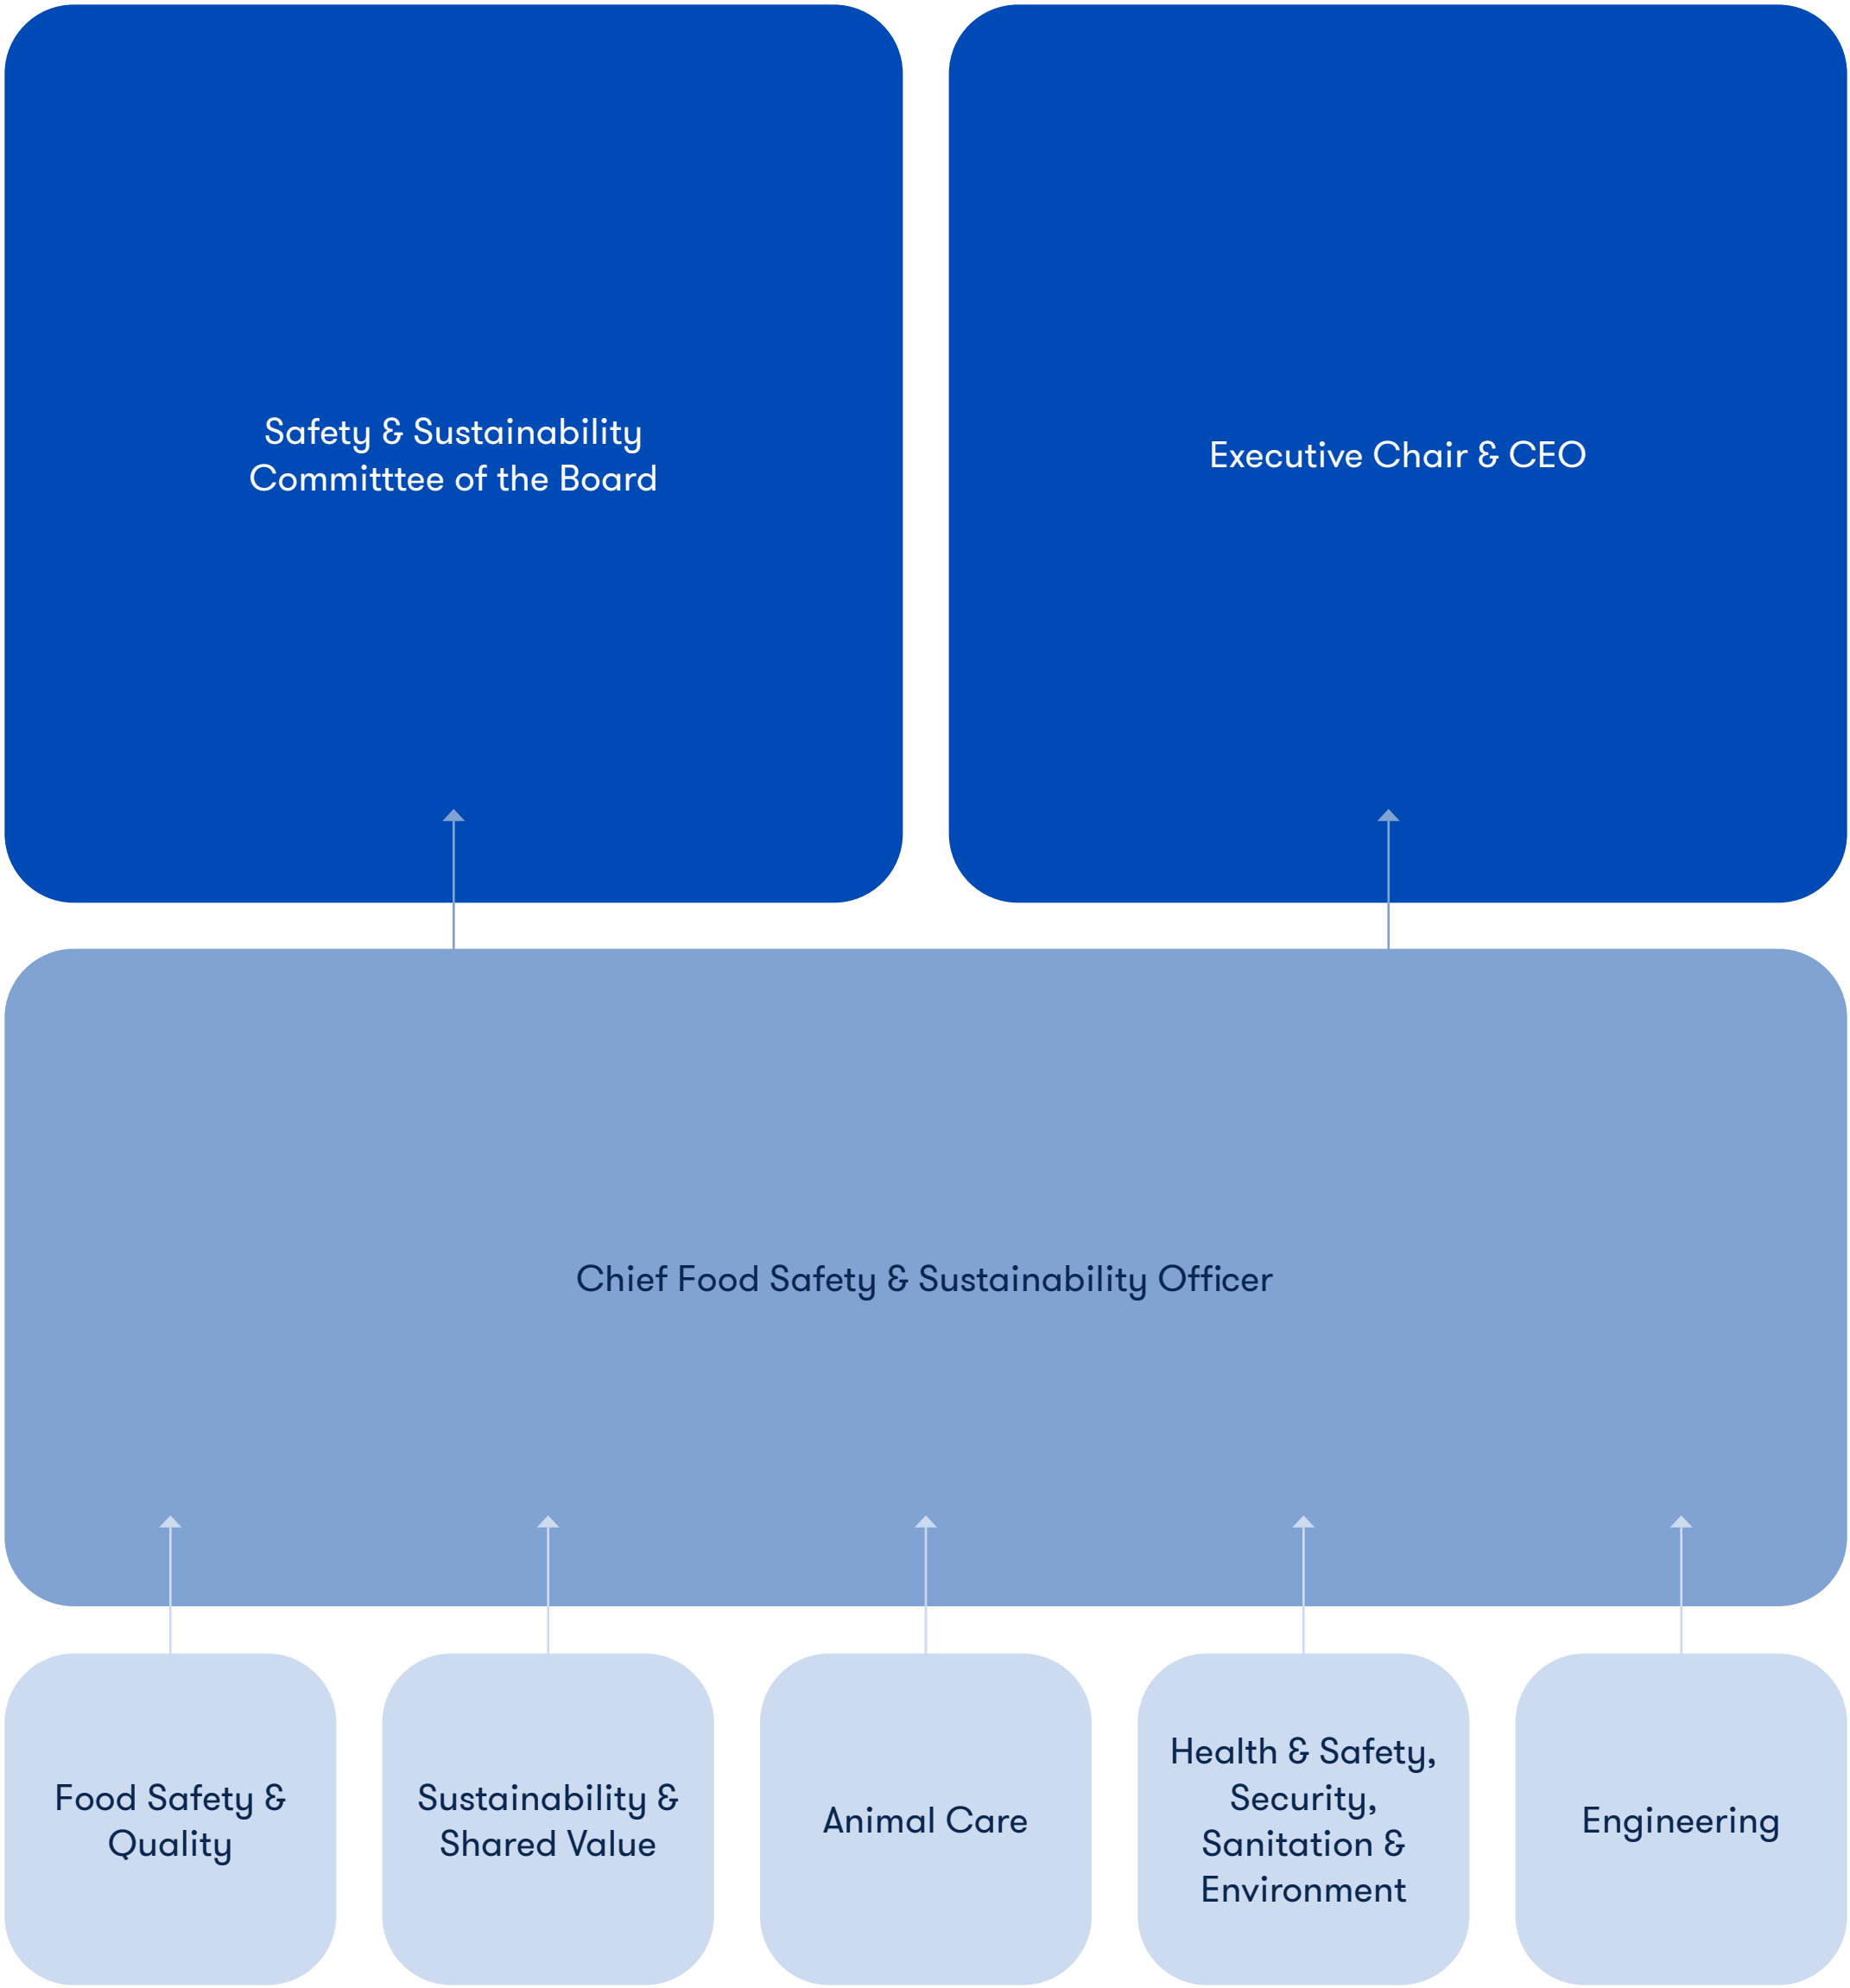 Safety & Sustainability
Committtee of the Board
Executive Chair & CEO
Chief Food Safety & Sustainability Officer
Food Safety &
Quality
Sustainability &
Shared Value
Animal Care
Health & Safety,
Security,
Sanitation &
Environment
Engineering